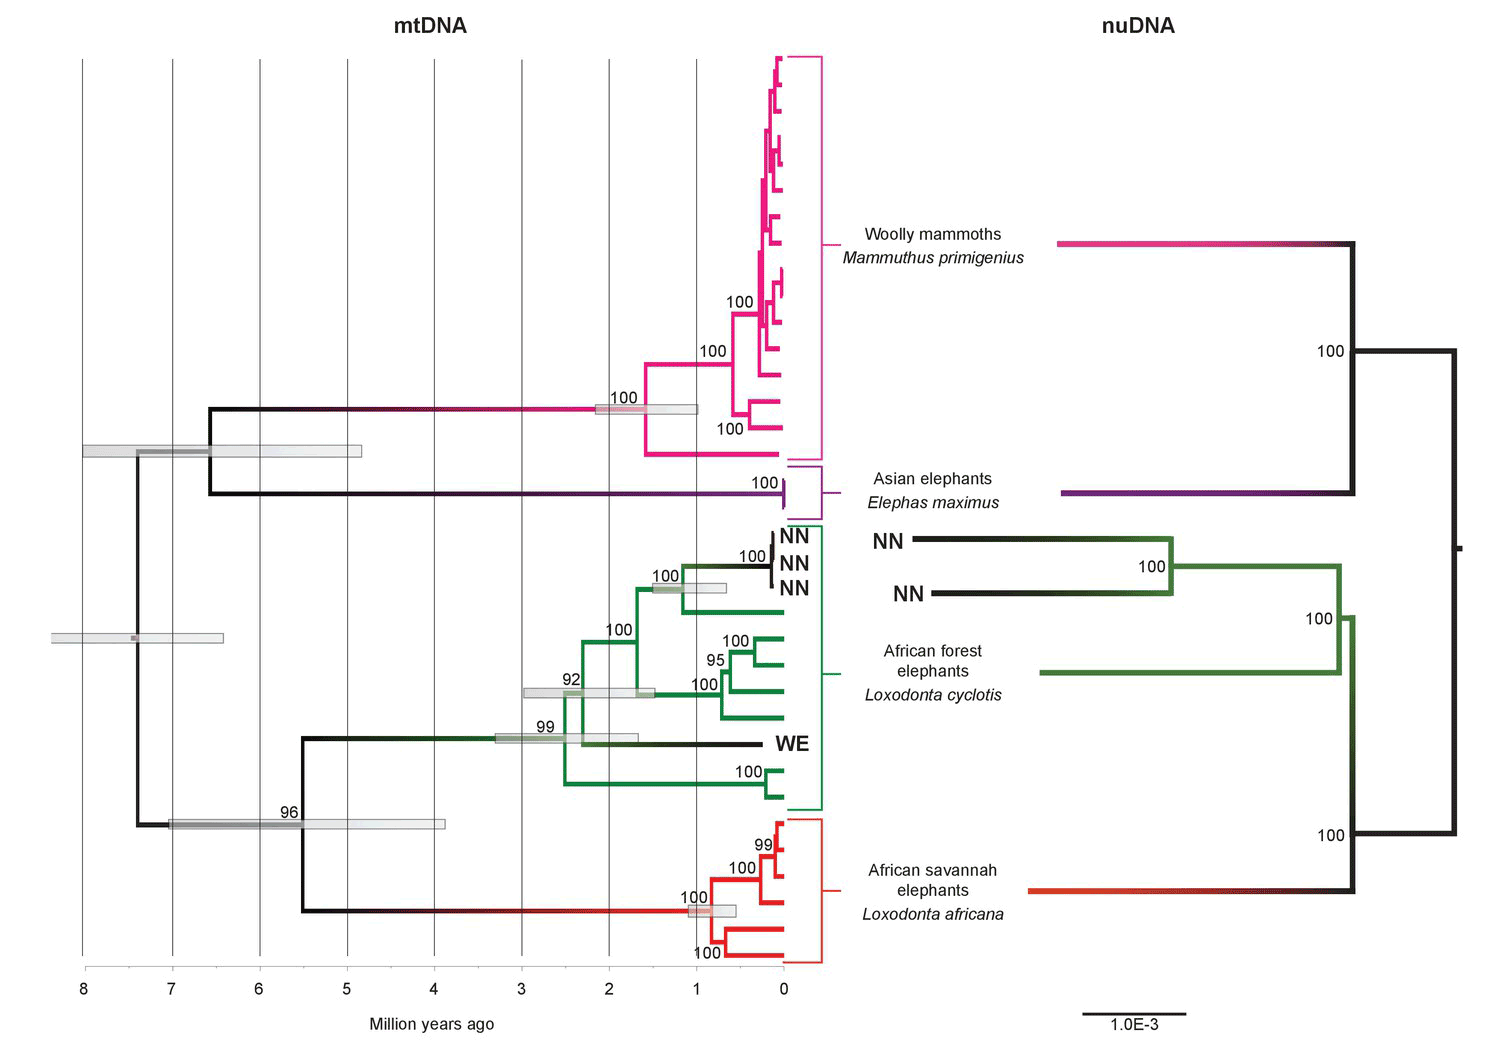 mtDNA
nuDNA
Woolly mammoths
Mammuthus primigenius
100
100
100
100
100
Asian elephants
Elephas maximus
100
NN
NN
NN
100
100
100
100
95
100
92
99
WE
100
NN
100
NN
100
African forest
elephants
Loxodonta cyclotis
96
99
100
100
100
100
African savannah
elephants
Loxodonta africana
8 7 6 5 4 3 2 1 0
Million years ago
1.0E-3